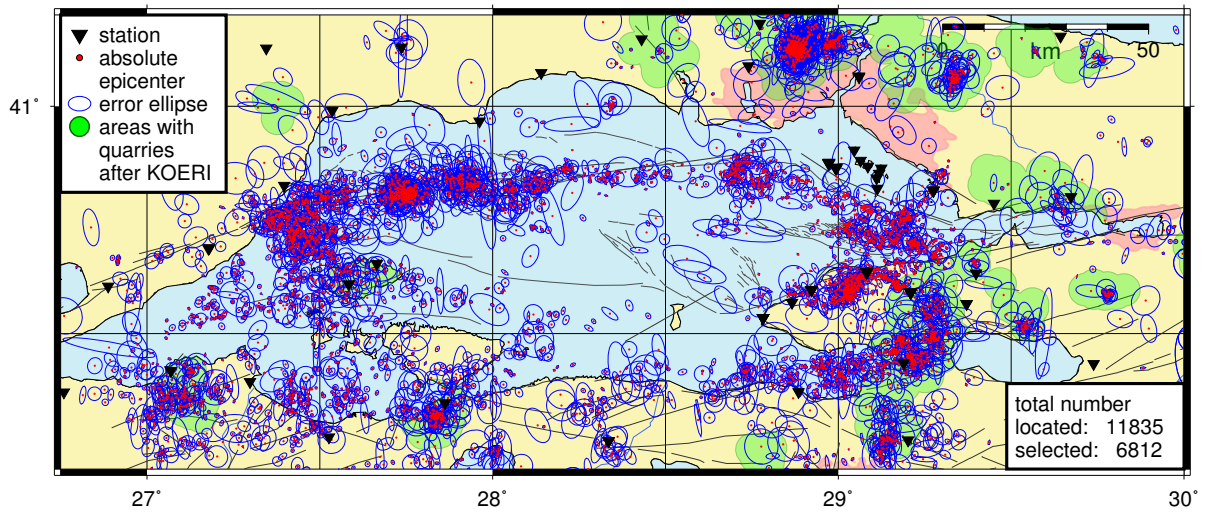 station
absolute
epicenter
error ellipse
areas with
quarries
after KOERI
0 50
km
41°
total number
located: 11835
selected: 6812
27° 28° 29° 30°